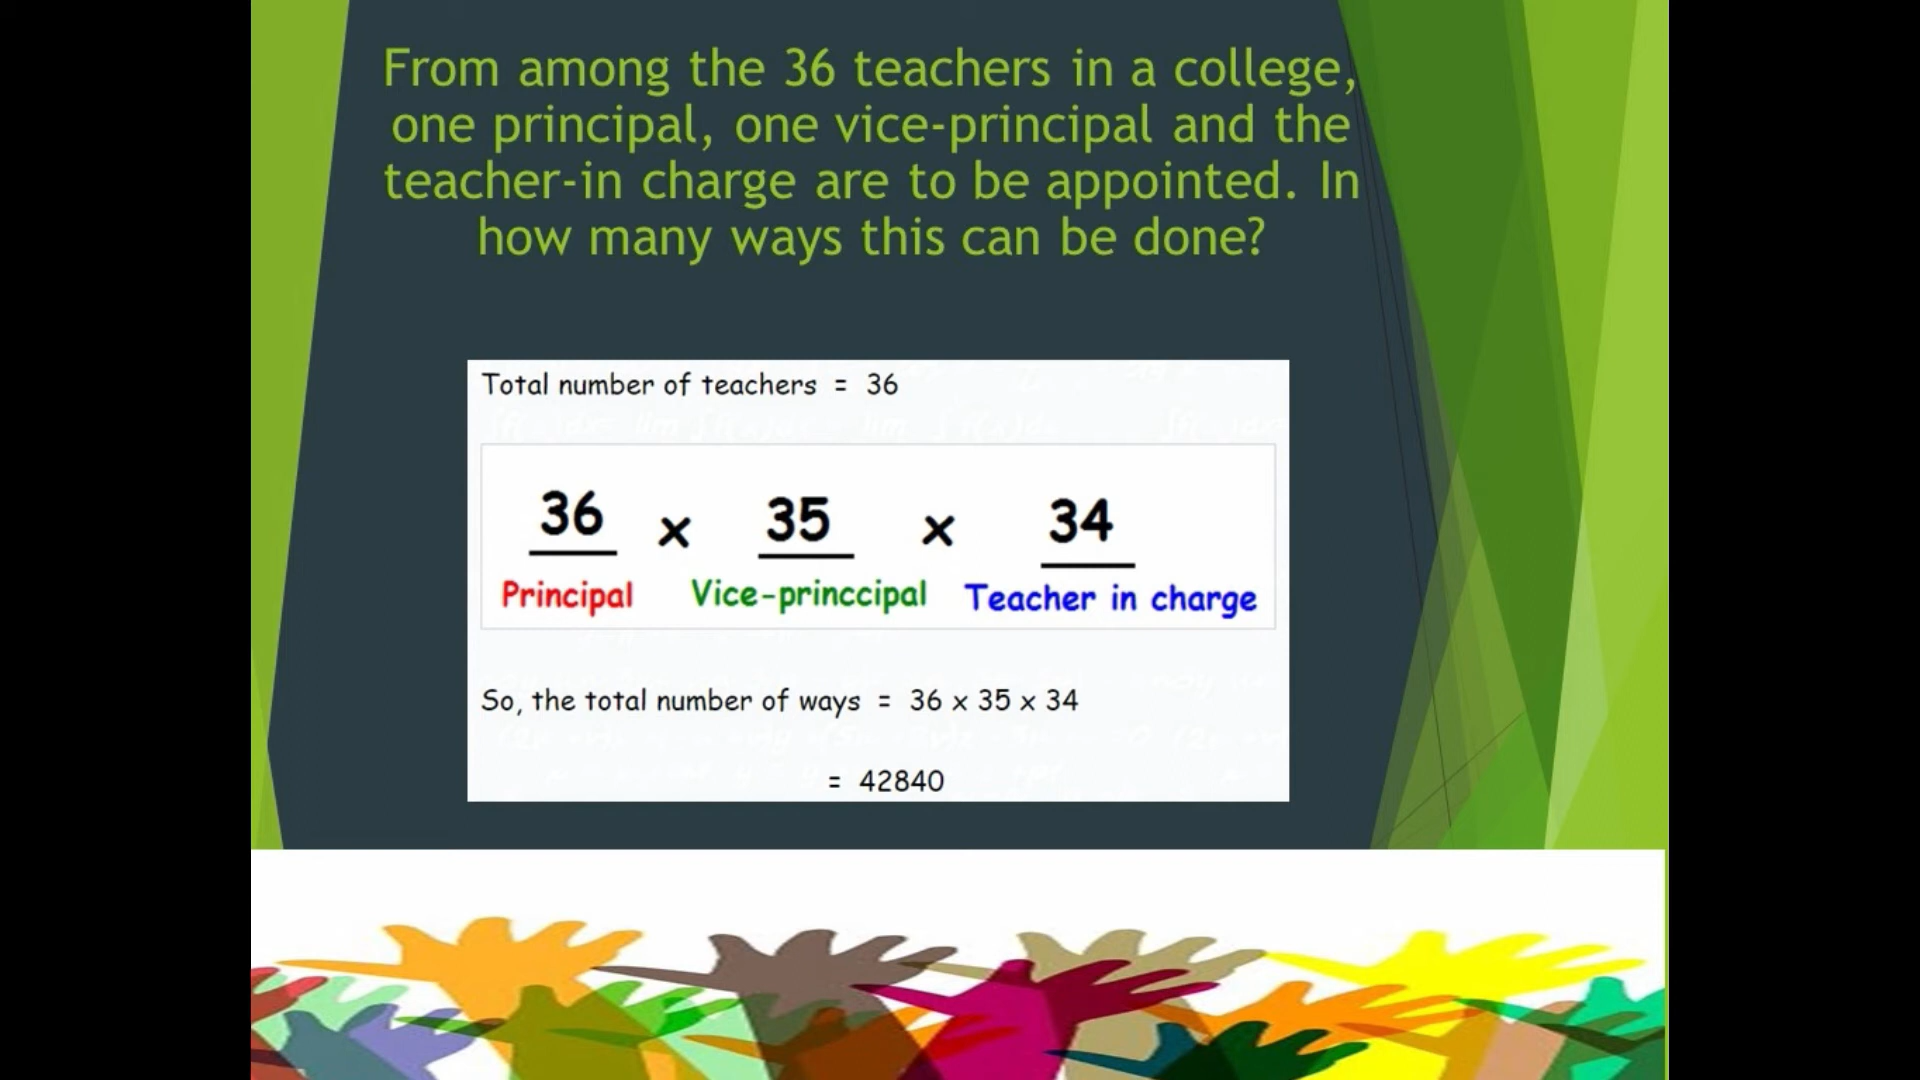 From among the 36 teachers in a college,
one principal, one vice-principal and the
teacher-in charge are to be appointed. In
how many ways this can be done?
Total number of teachers = 36
36 x 35 x 34
Principal Vice-princcipal Teacher in charge
So, the total number of ways = 36 x 35 x 34
= 42840